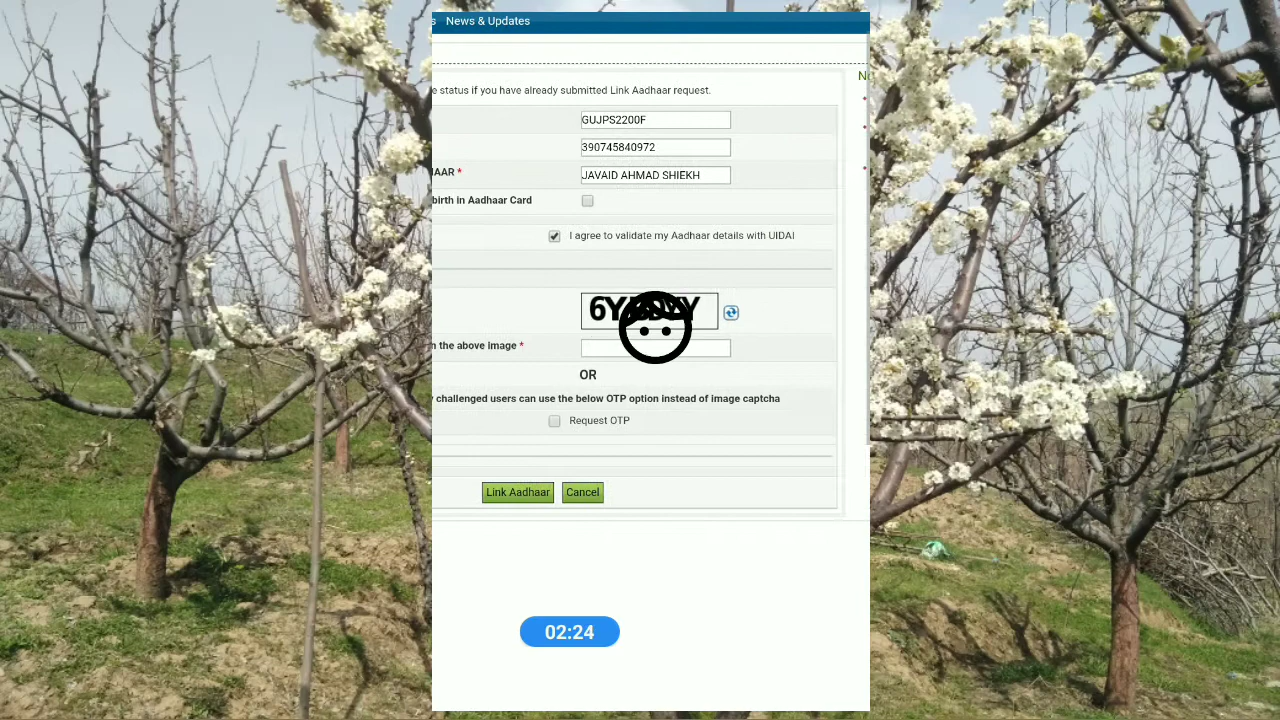 News & Updates
status if you have already submitted Link Aadhaar request.
GUJPS2200F
390745840972
JAVAID AHMAD SHIEKH
birth in Aadhaar Card
I agree to validate my Aadhaar details with UIDAI
the above image *
OR
challenged users can use the below OTP option instead of image captcha
Request OTP
Link Aadhaar Cancel
02:24